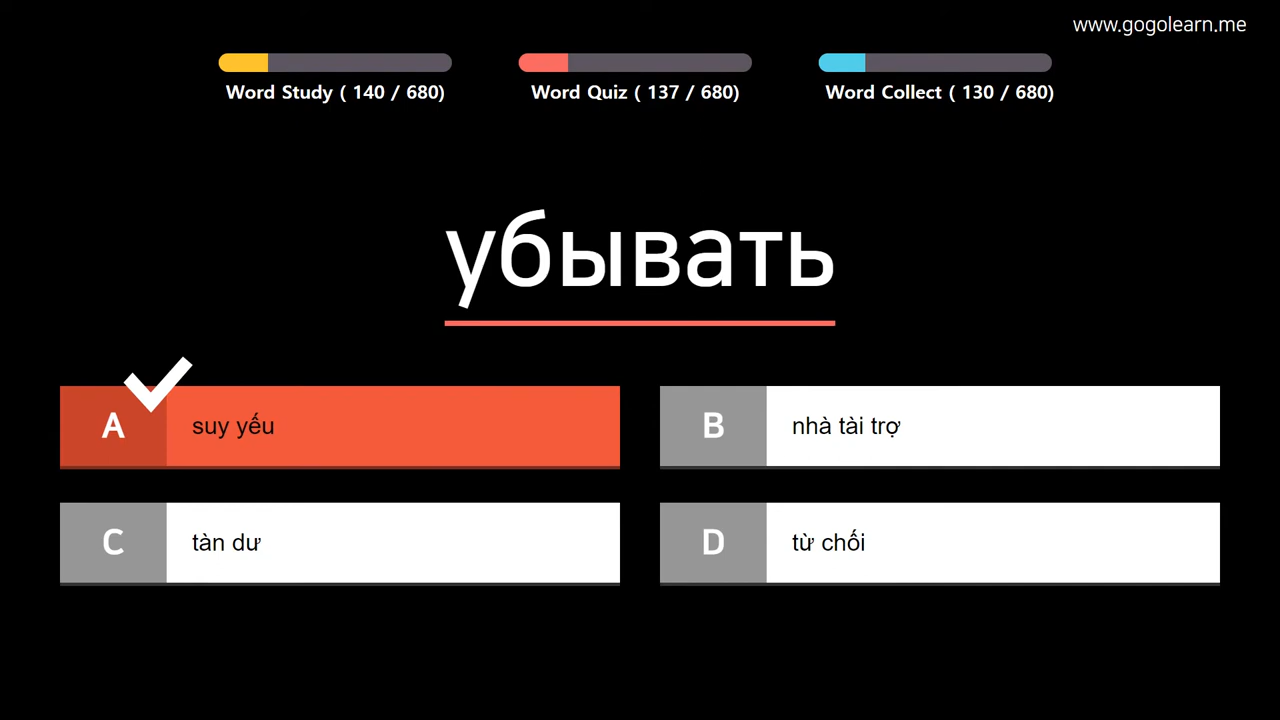 www.gogolearn.me
Word Study ( 140 / 680)
Word Quiz ( 137 / 680)
Word Collect ( 130 / 680)
убывать
A suy yếu
B nhà tài trợ
C tàn dư
D từ chối